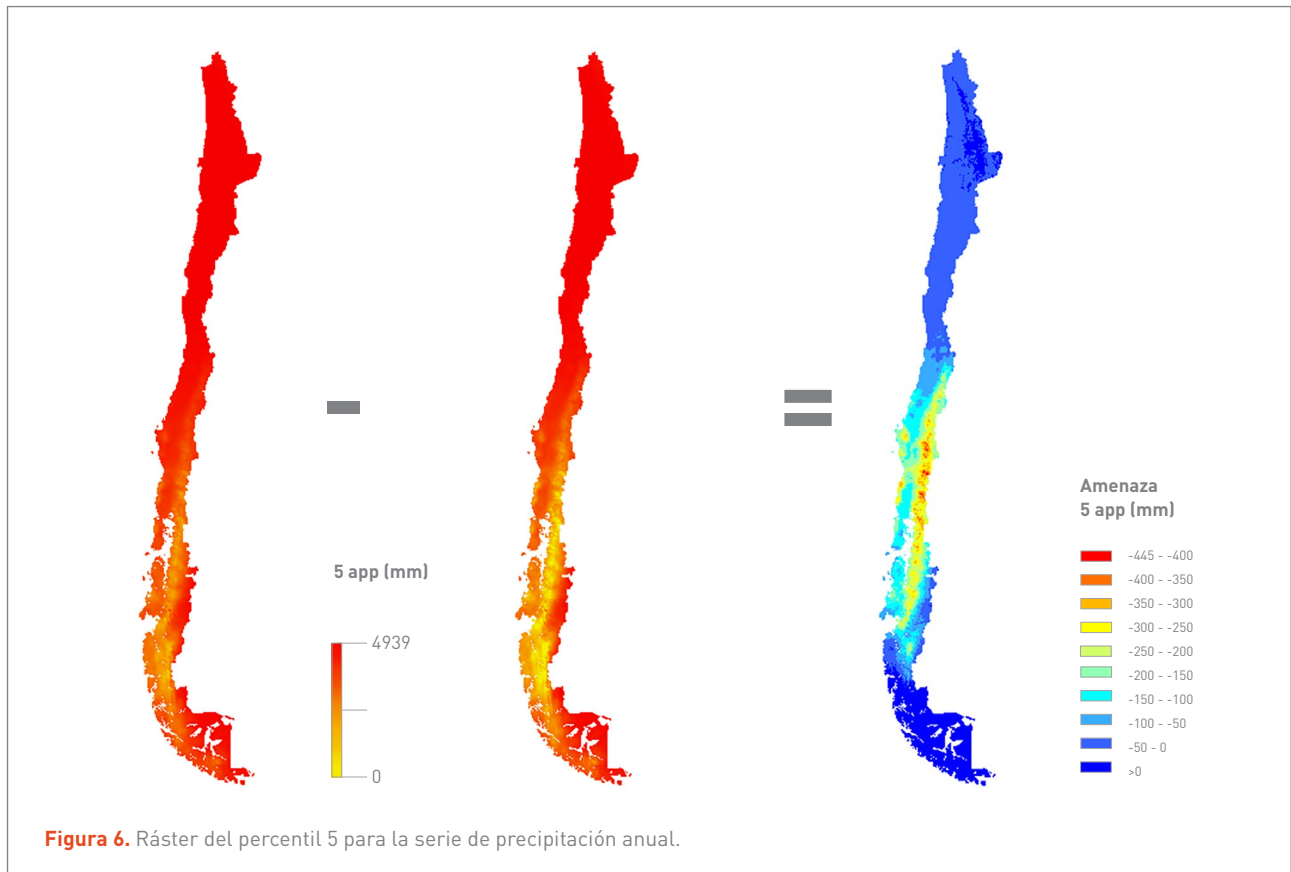 5 app (mm)
4939
0
Amenaza
5 app (mm)
-445 - -400
-400 - -350
-350 - -300
-300 - -250
-250 - -200
-200 - -150
-150 - -100
-100 - -50
-50 - 0
>0
Figura 6. Ráster del percentil 5 para la serie de precipitación anual.